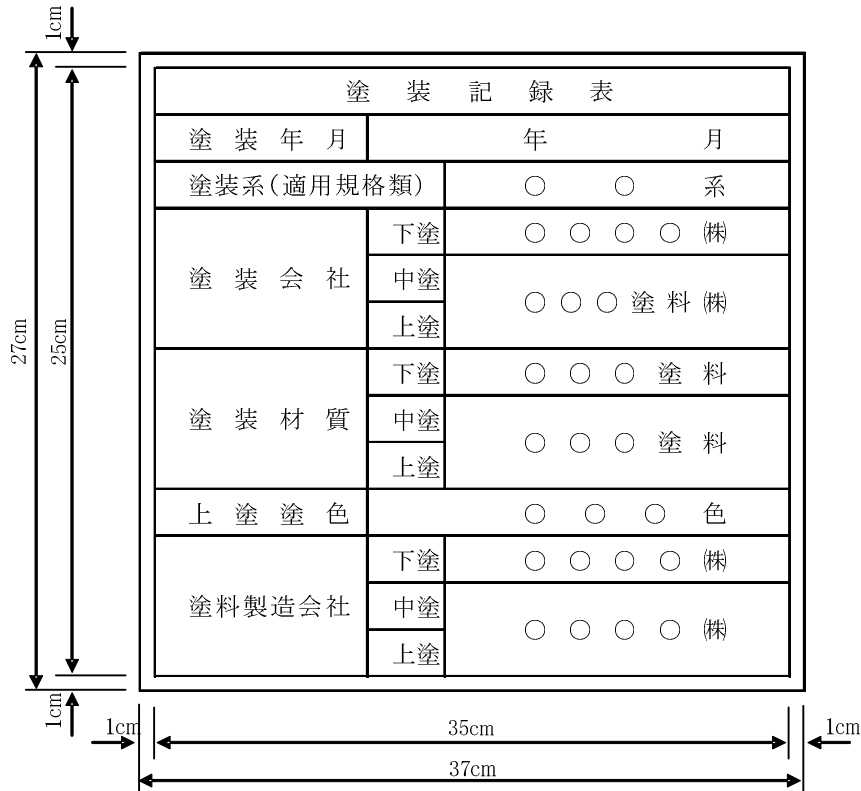 1cm
塗装記録表
塗装年月 年 月
塗装系(適用規格類) ○ ○ 系
塗装会社 下塗 ○○○○㈱
中塗 ○○○塗料㈱
上塗
塗装材質 下塗 ○○○塗料
中塗 ○○○塗料
上塗
上塗塗色 ○○○色
塗料製造会社 下塗 ○○○○㈱
中塗 ○○○○㈱
上塗
27cm
25cm
1cm
1cm 35cm 1cm
37cm